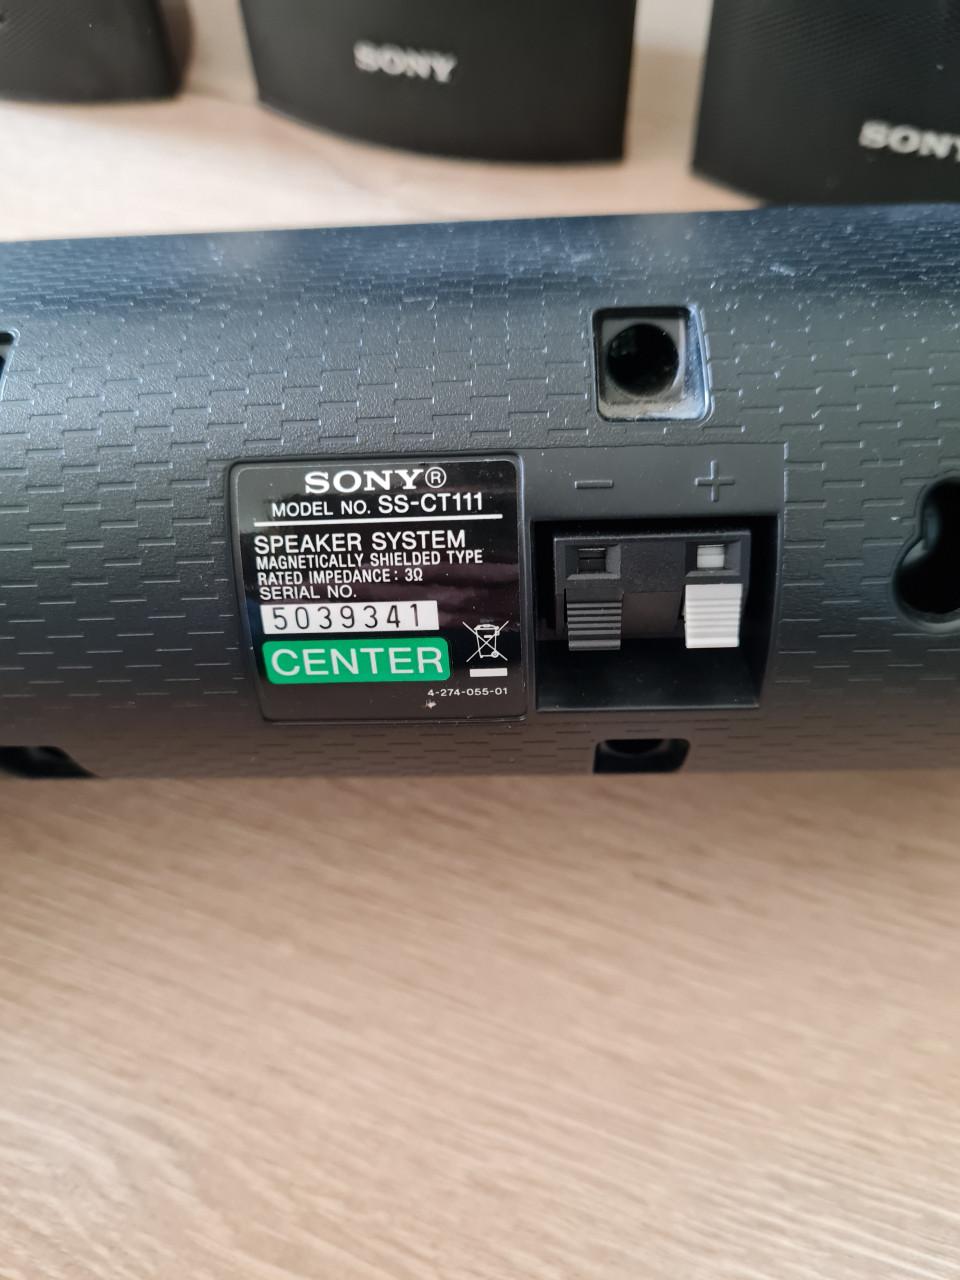 SONY
SONY
SONY®
MODEL NO. SS-CT111
SPEAKER SYSTEM
MAGNETICALLY SHIELDED TYPE
RATED IMPEDANCE : 3Ω
SERIAL NO.
5039341
CENTER
4-274-055-01
− +